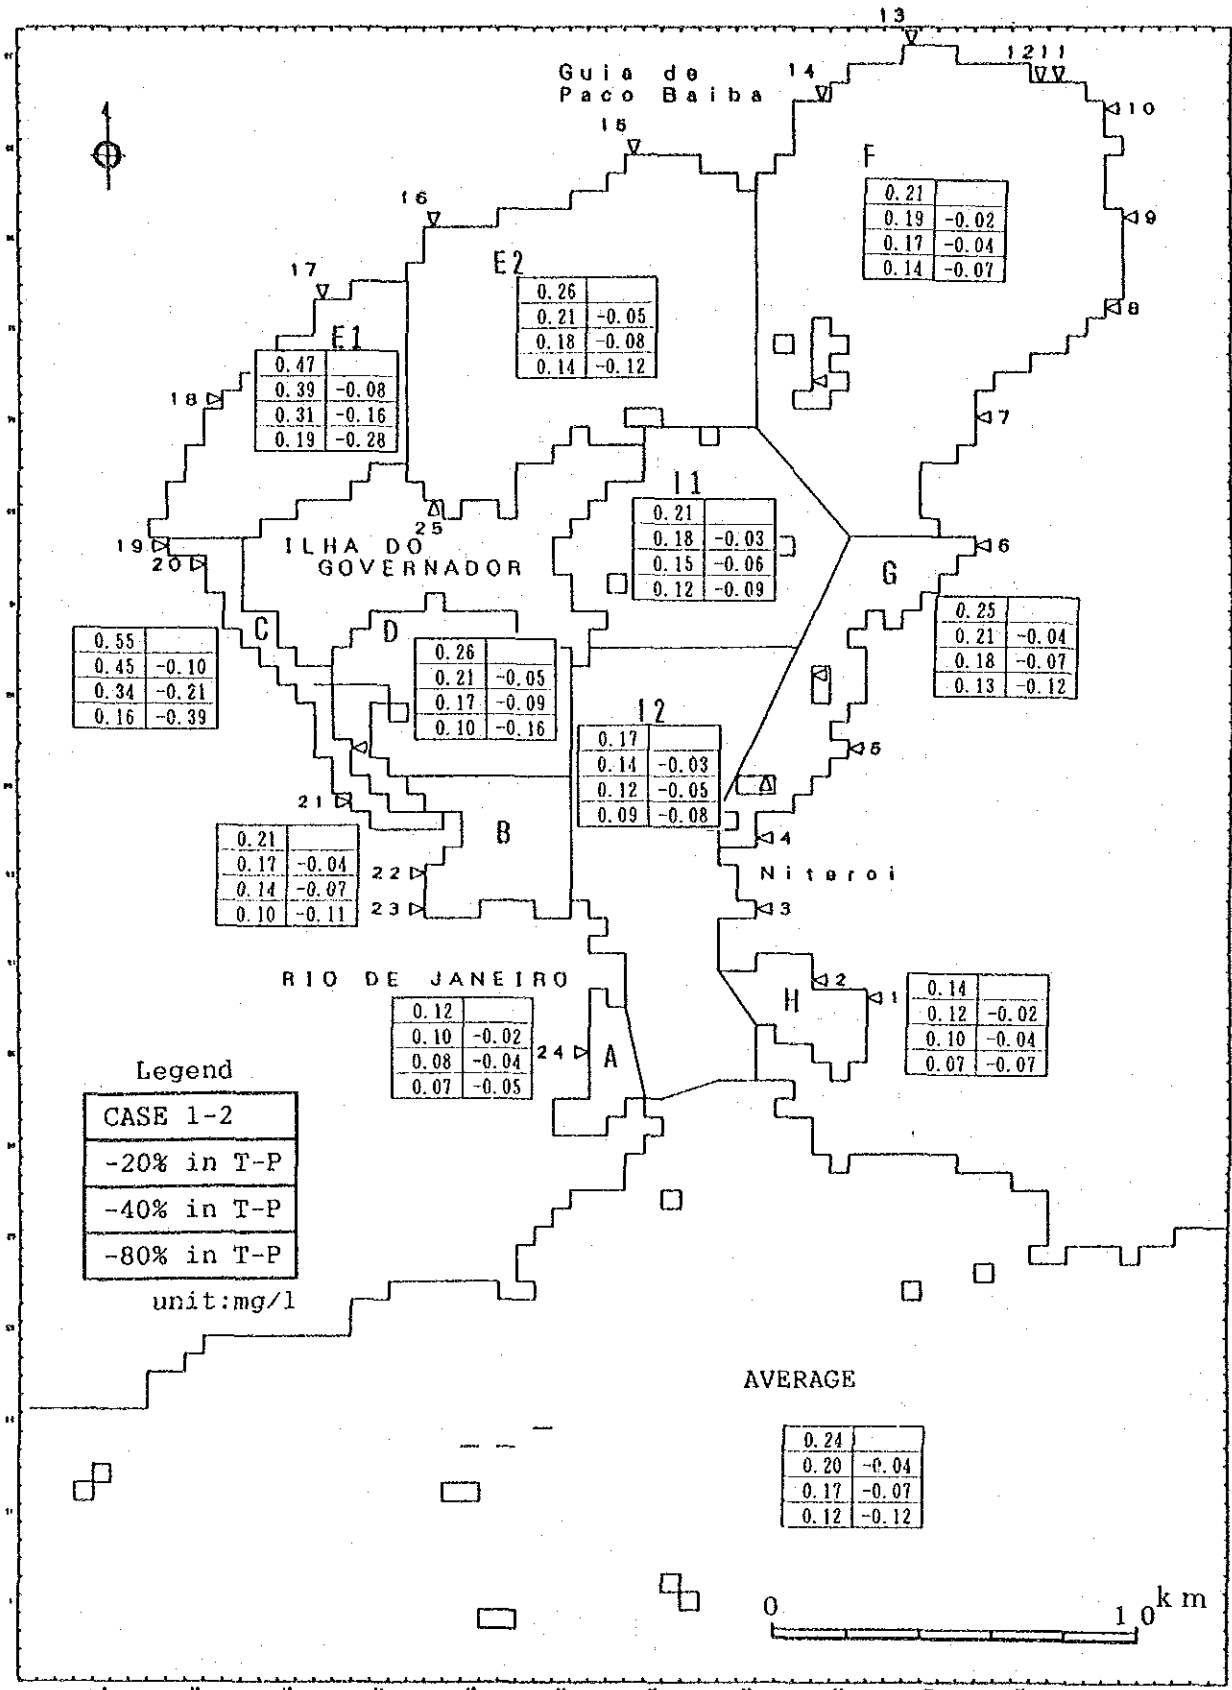 13
Guia de
Paco Baiba
14
12 11
10
15
F
0.21
0.19 -0.02
0.17 -0.04
0.14 -0.07
9
16
E2
17
0.26
0.21 -0.05
0.18 -0.08
0.14 -0.12
8
E1
0.47
0.39 -0.08
0.31 -0.16
0.19 -0.28
18
7
I1
0.21
0.18 -0.03
0.15 -0.06
0.12 -0.09
25
19
20
ILHA DO
GOVERNADOR
6
G
0.25
0.21 -0.04
0.18 -0.07
0.13 -0.12
C
D
0.55
0.45 -0.10
0.34 -0.21
0.16 -0.39
0.26
0.21 -0.05
0.17 -0.09
0.10 -0.16
I2
0.17
0.14 -0.03
0.12 -0.05
0.09 -0.08
5
21
B
4
0.21
0.17 -0.04
0.14 -0.07
0.10 -0.11
22
23
Niteroi
3
RIO DE JANEIRO
2
H
1
0.14
0.12 -0.02
0.10 -0.04
0.07 -0.07
0.12
0.10 -0.02
0.08 -0.04
0.07 -0.05
24
A
Legend
CASE 1-2
-20% in T-P
-40% in T-P
-80% in T-P
unit:mg/l
AVERAGE
0.24
0.20 -0.04
0.17 -0.07
0.12 -0.12
0 10 km